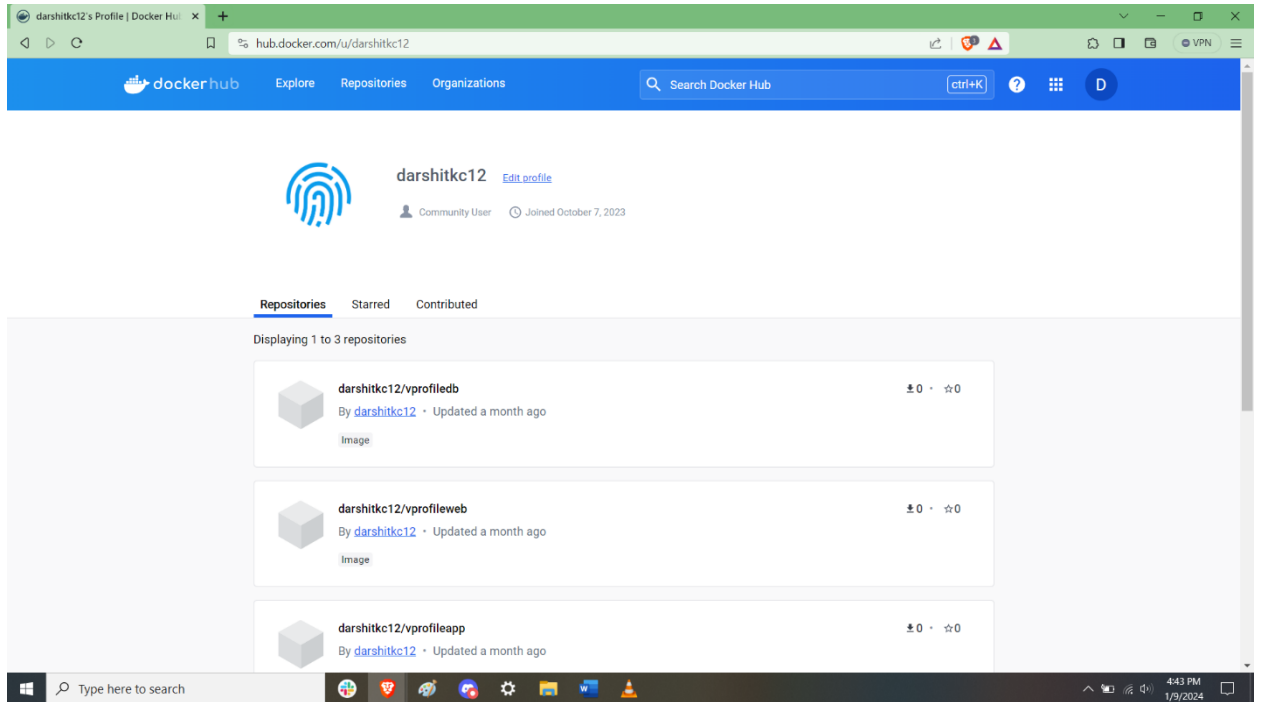 darshitkc12's Profile | Docker Hu
hub.docker.com/u/darshitkc12
VPN
dockerhub Explore Repositories Organizations Search Docker Hub ctrl+K ? D
darshitkc12 Edit profile
Community User Joined October 7, 2023
Repositories Starred Contributed
Displaying 1 to 3 repositories
darshitkc12/vprofiledb 0 · ☆0
By darshitkc12 • Updated a month ago
Image
darshitkc12/vprofileweb 0 · ☆0
By darshitkc12 • Updated a month ago
Image
darshitkc12/vprofileapp 0 · ☆0
By darshitkc12 • Updated a month ago
Type here to search
4:43 PM
1/9/2024